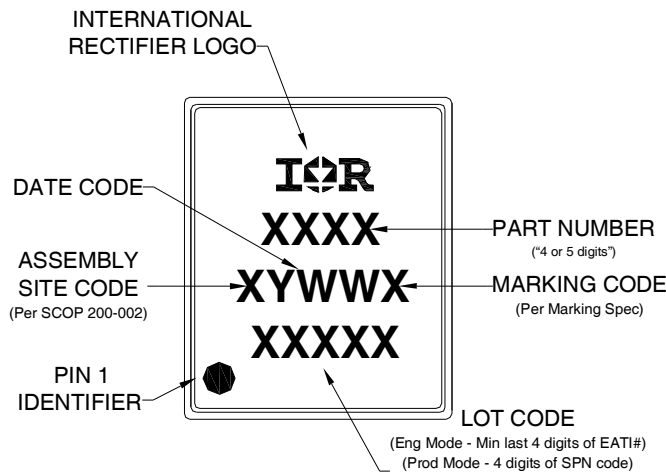 INTERNATIONAL
RECTIFIER LOGO
IOR
DATE CODE
XXXX
PART NUMBER
(“4 or 5 digits”)
ASSEMBLY
SITE CODE
(Per SCOP 200-002)
XYWWX
MARKING CODE
(Per Marking Spec)
XXXXX
PIN 1
IDENTIFIER
LOT CODE
(Eng Mode - Min last 4 digits of EATI#)
(Prod Mode - 4 digits of SPN code)